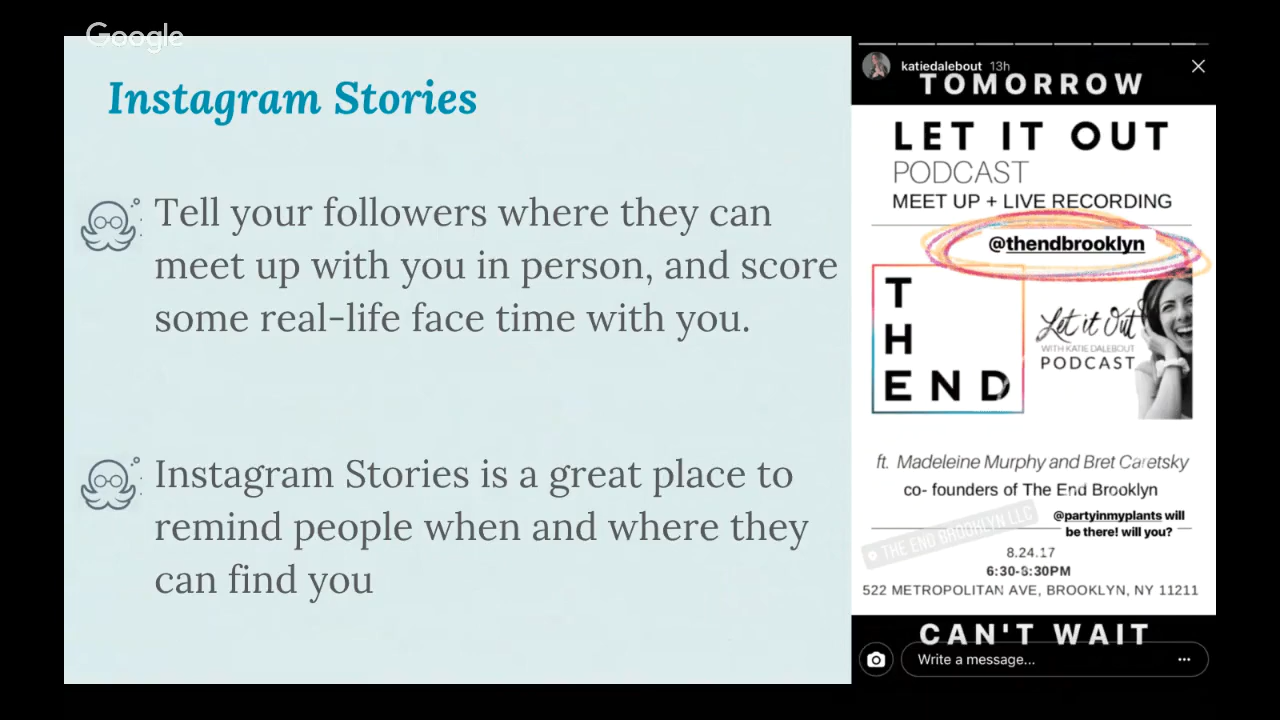 Google
Instagram Stories
Tell your followers where they can
meet up with you in person, and score
some real-life face time with you.
Instagram Stories is a great place to
remind people when and where they
can find you
katiedalebout 13h
TOMORROW
LET IT OUT
PODCAST
MEET UP + LIVE RECORDING
@thendbrooklyn
T
H
END
Let it Out
WITH KATIE DALEBOUT
PODCAST
ft. Madeleine Murphy and Bret Caretsky
co- founders of The End Brooklyn
THE END BROOKLYN LLC
@partyinmyplants will
be there! will you?
8.24.17
6:30-8:30PM
522 METROPOLITAN AVE, BROOKLYN, NY 11211
CAN'T WAIT
Write a message...